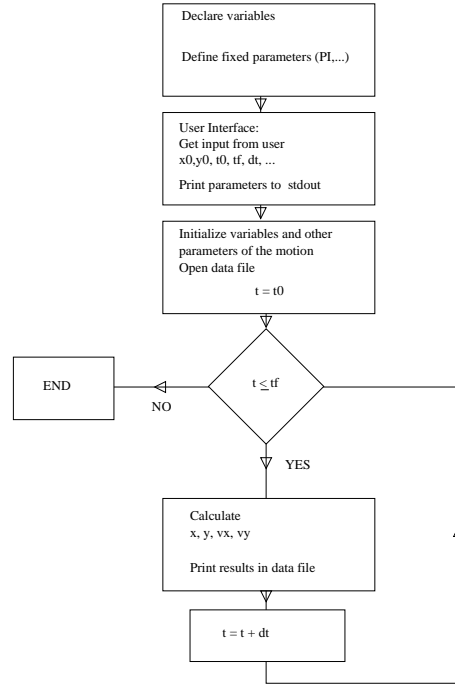 Declare variables
Define fixed parameters (PI,...)
User Interface:
Get input from user
x0,y0, t0, tf, dt, ...
Print parameters to stdout
Initialize variables and other
parameters of the motion
Open data file
t = t0
t ≤ tf
END
NO
YES
Calculate
x, y, vx, vy
Print results in data file
t = t + dt